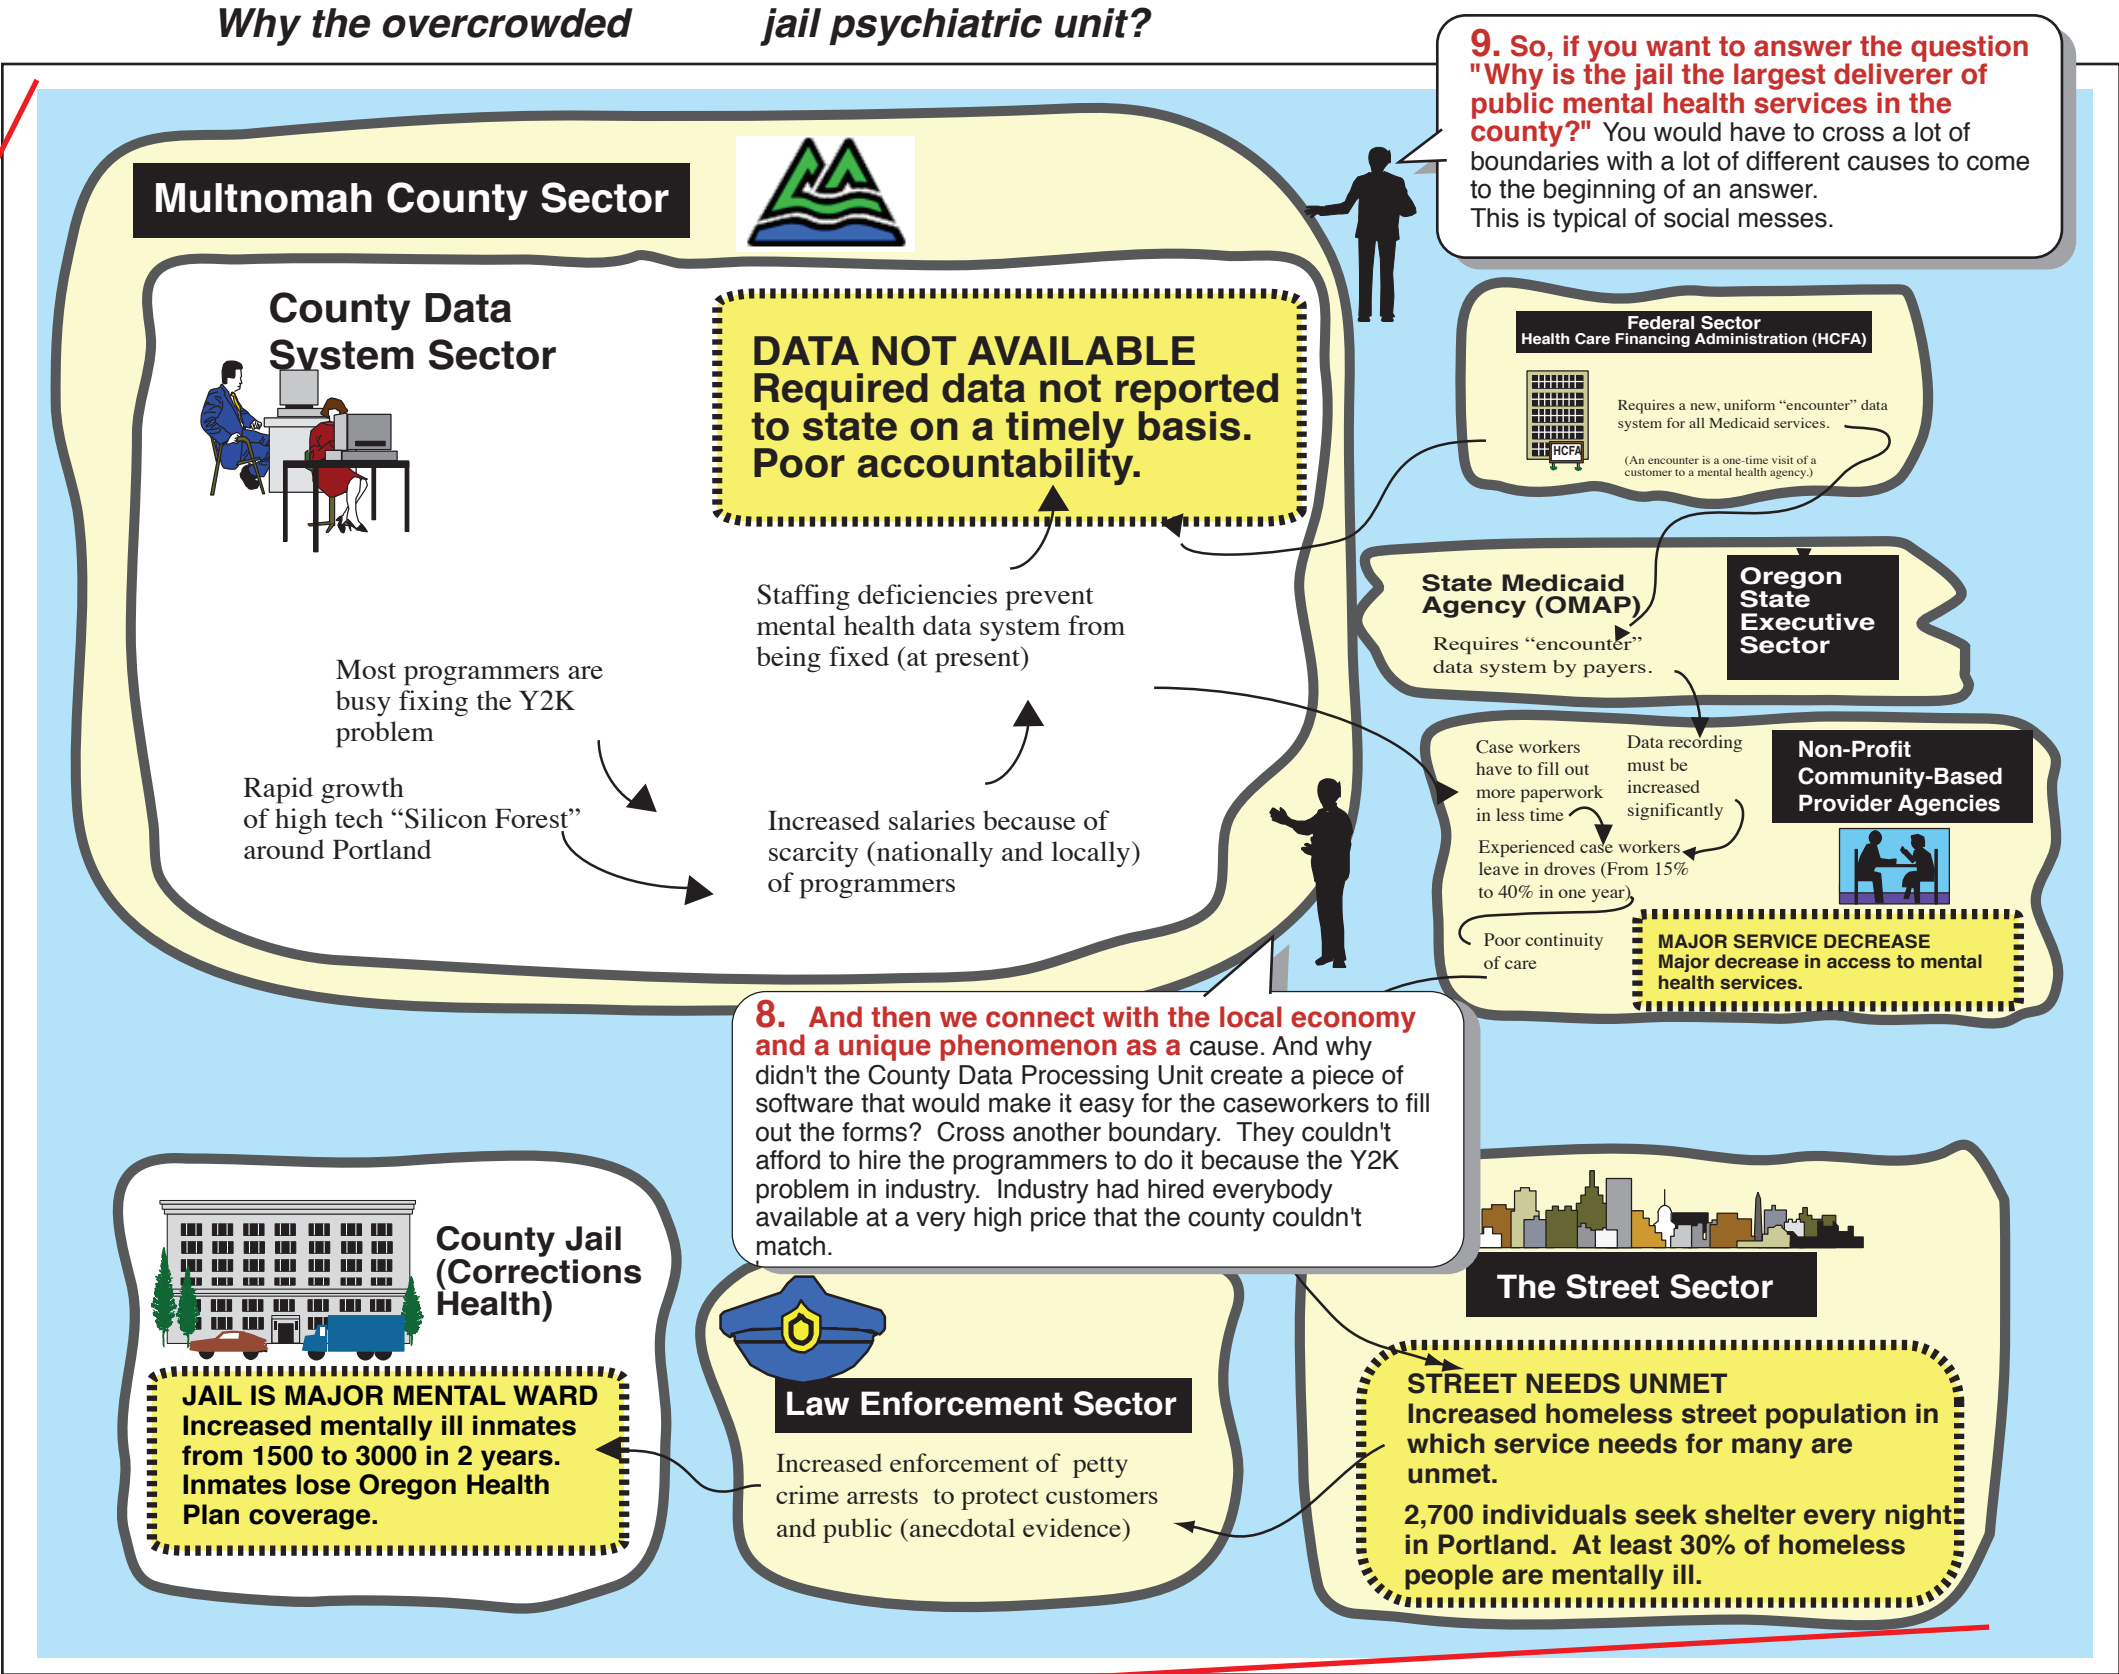 Why the overcrowded jail psychiatric unit?
9. So, if you want to answer the question
"Why is the jail the largest deliverer of
public mental health services in the
county?" You would have to cross a lot of
boundaries with a lot of different causes to come
to the beginning of an answer.
This is typical of social messes.
Multnomah County Sector
County Data
System Sector
DATA NOT AVAILABLE
Required data not reported
to state on a timely basis.
Poor accountability.
Staffing deficiencies prevent
mental health data system from
being fixed (at present)
Most programmers are
busy fixing the Y2K
problem
Rapid growth
of high tech “Silicon Forest”
around Portland
Increased salaries because of
scarcity (nationally and locally)
of programmers
Federal Sector
Health Care Financing Administration (HCFA)
HCFA
Requires a new, uniform “encounter” data
system for all Medicaid services.
(An encounter is a one-time visit of a
customer to a mental health agency.)
State Medicaid
Agency (OMAP)
Requires “encounter”
data system by payers.
Oregon
State
Executive
Sector
Case workers
have to fill out
more paperwork
in less time
Data recording
must be
increased
significantly
Non-Profit
Community-Based
Provider Agencies
Experienced case workers
leave in droves (From 15%
to 40% in one year)
Poor continuity
of care
MAJOR SERVICE DECREASE
Major decrease in access to mental
health services.
8. And then we connect with the local economy
and a unique phenomenon as a cause. And why
didn't the County Data Processing Unit create a piece of
software that would make it easy for the caseworkers to fill
out the forms? Cross another boundary. They couldn't
afford to hire the programmers to do it because the Y2K
problem in industry. Industry had hired everybody
available at a very high price that the county couldn't
match.
County Jail
(Corrections
Health)
JAIL IS MAJOR MENTAL WARD
Increased mentally ill inmates
from 1500 to 3000 in 2 years.
Inmates lose Oregon Health
Plan coverage.
Law Enforcement Sector
Increased enforcement of petty
crime arrests to protect customers
and public (anecdotal evidence)
The Street Sector
STREET NEEDS UNMET
Increased homeless street population in
which service needs for many are
unmet.
2,700 individuals seek shelter every night
in Portland. At least 30% of homeless
people are mentally ill.